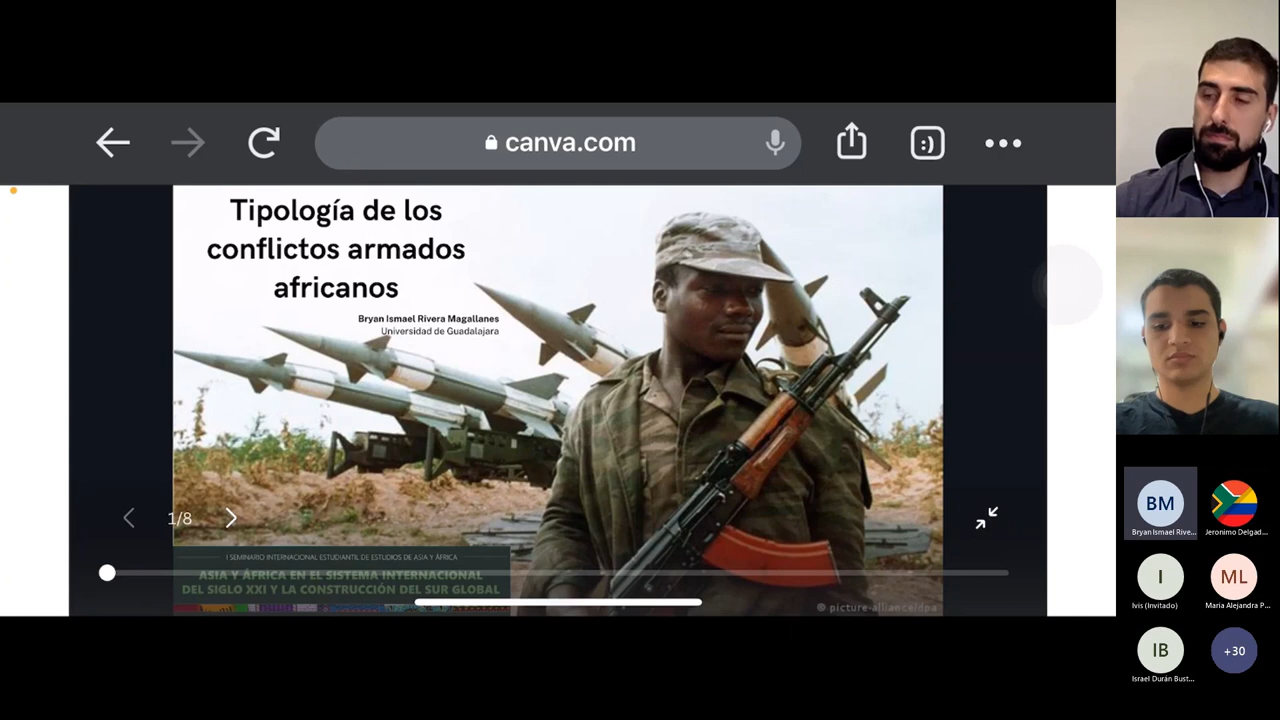 canva.com
Tipología de los
conflictos armados
africanos
Bryan Ismael Rivera Magallanes
Universidad de Guadalajara
1/8
I SEMINARIO INTERNACIONAL ESTUDIANTIL DE ESTUDIOS DE ASIA Y ÁFRICA
ASIA Y ÁFRICA EN EL SISTEMA INTERNACIONAL
DEL SIGLO XXI Y LA CONSTRUCCIÓN DEL SUR GLOBAL
© picture-alliance/dpa
BM
Bryan Ismael Rive...
Jeronimo Delgad...
I
ML
Ivis (Invitado)
Maria Alejandra P...
IB
+30
Israel Durán Bust...